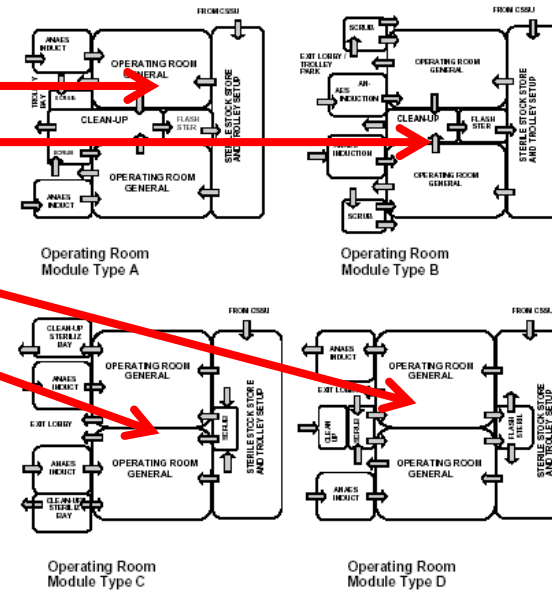 FROM CSSU
ANAES
INDUCT
OPERATING ROOM
GENERAL
TROLLEY
BAY
SCRUB
CLEAN-UP
FLASH
STER
STERILE STOCK STORE
AND TROLLEY SETUP
SCRUB
OPERATING ROOM
GENERAL
ANAES
INDUCT
Operating Room
Module Type A
FROM CSSU
SCRUB
EXIT LOBBY /
TROLLEY
PARK
OPERATING ROOM
GENERAL
AN-
AES
INDUCTION
CLEAN-UP
FLASH
STER
STERILE STOCK STORE
AND TROLLEY SETUP
INDUCTION
OPERATING ROOM
GENERAL
SCRUB
Operating Room
Module Type B
FROM CSSU
CLEAN-UP
STERILIZ
BAY
OPERATING ROOM
GENERAL
ANAES
INDUCT
EXIT LOBBY
SCRUB
STERILE STOCK STORE
AND TROLLEY SETUP
ANAES
INDUCT
OPERATING ROOM
GENERAL
CLEAN-UP
STERILIZ
BAY
Operating Room
Module Type C
FROM CSSU
ANAES
INDUCT
OPERATING ROOM
GENERAL
EXIT
CLEAN
UP
SCRUB
FLASH
STERIL
STERILE STOCK STORE
AND TROLLEY SETUP
OPERATING ROOM
GENERAL
ANAES
INDUCT
Operating Room
Module Type D